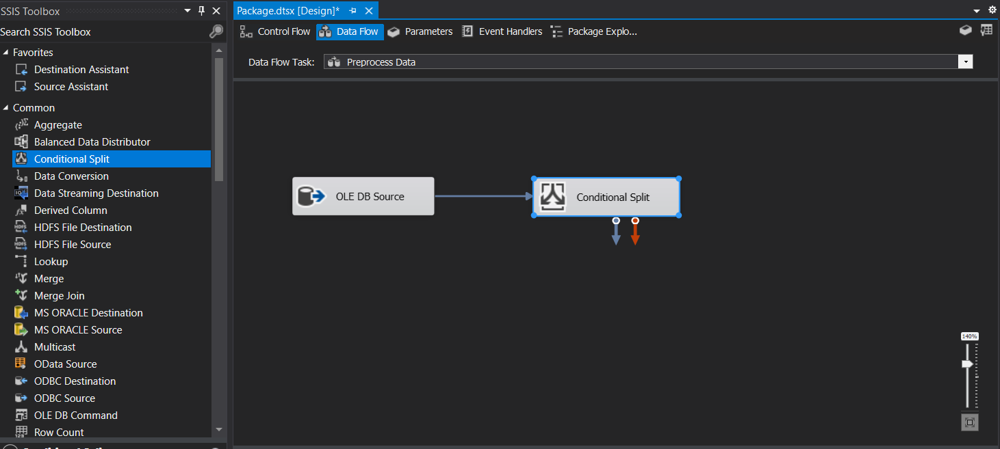 SSIS Toolbox
Search SSIS Toolbox
Favorites
Destination Assistant
Source Assistant
Common
Aggregate
Balanced Data Distributor
Conditional Split
Data Conversion
Data Streaming Destination
Derived Column
HDFS File Destination
HDFS File Source
Lookup
Merge
Merge Join
MS ORACLE Destination
MS ORACLE Source
Multicast
OData Source
ODBC Destination
ODBC Source
OLE DB Command
Row Count
Package.dtsx [Design]*
Control Flow Data Flow Parameters Event Handlers Package Explo...
Data Flow Task: Preprocess Data
OLE DB Source
Conditional Split
140%